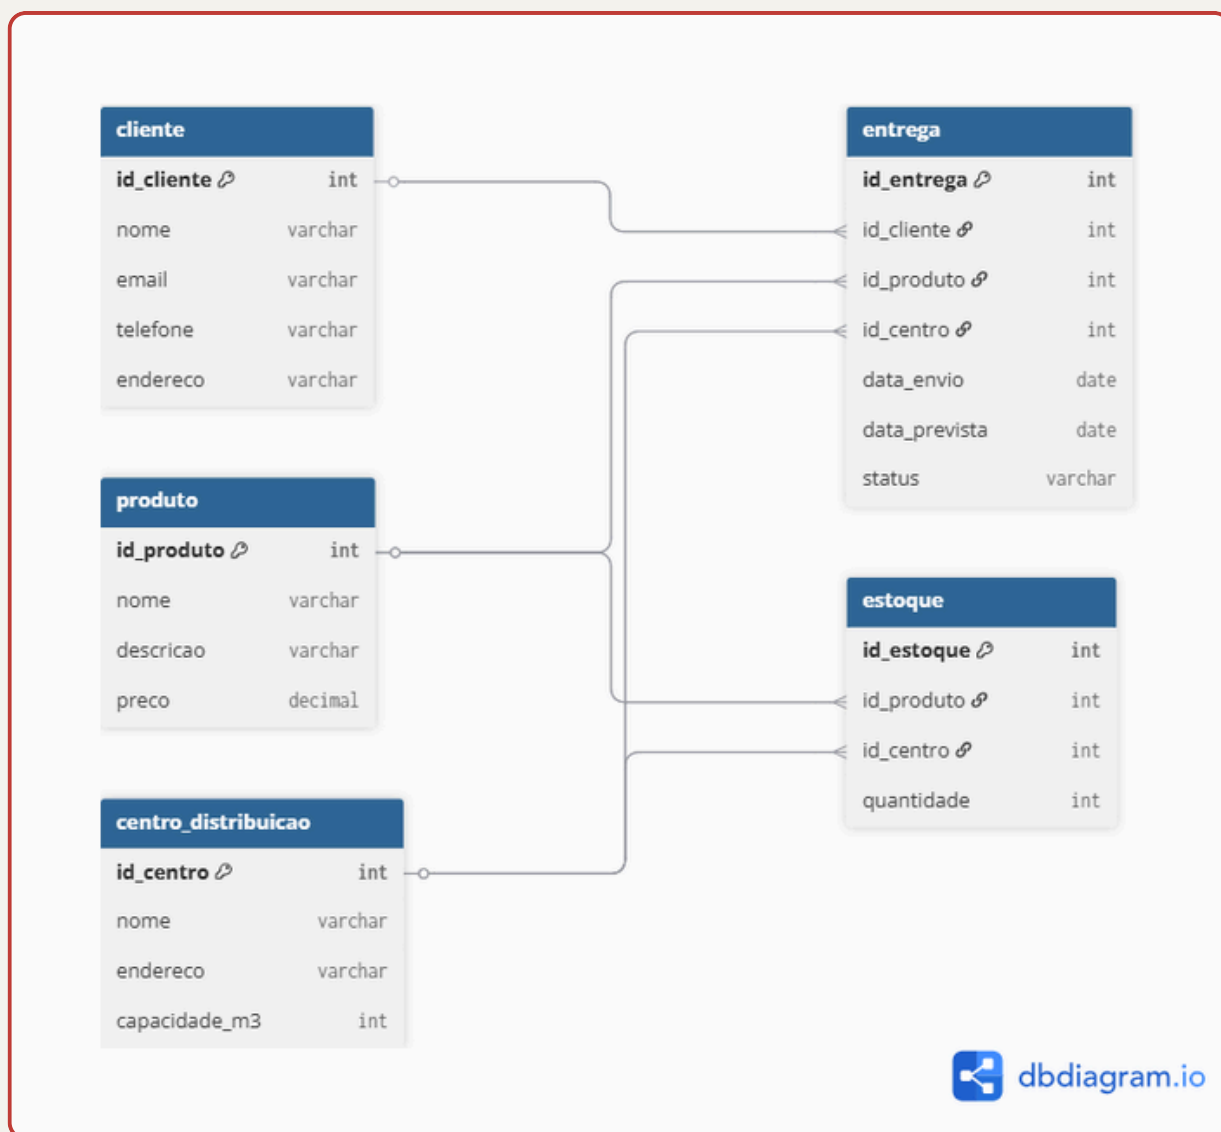 cliente
id_cliente int
nome varchar
email varchar
telefone varchar
endereco varchar
produto
id_produto int
nome varchar
descricao varchar
preco decimal
centro_distribuicao
id_centro int
nome varchar
endereco varchar
capacidade_m3 int
entrega
id_entrega int
id_cliente int
id_produto int
id_centro int
data_envio date
data_prevista date
status varchar
estoque
id_estoque int
id_produto int
id_centro int
quantidade int
dbdiagram.io